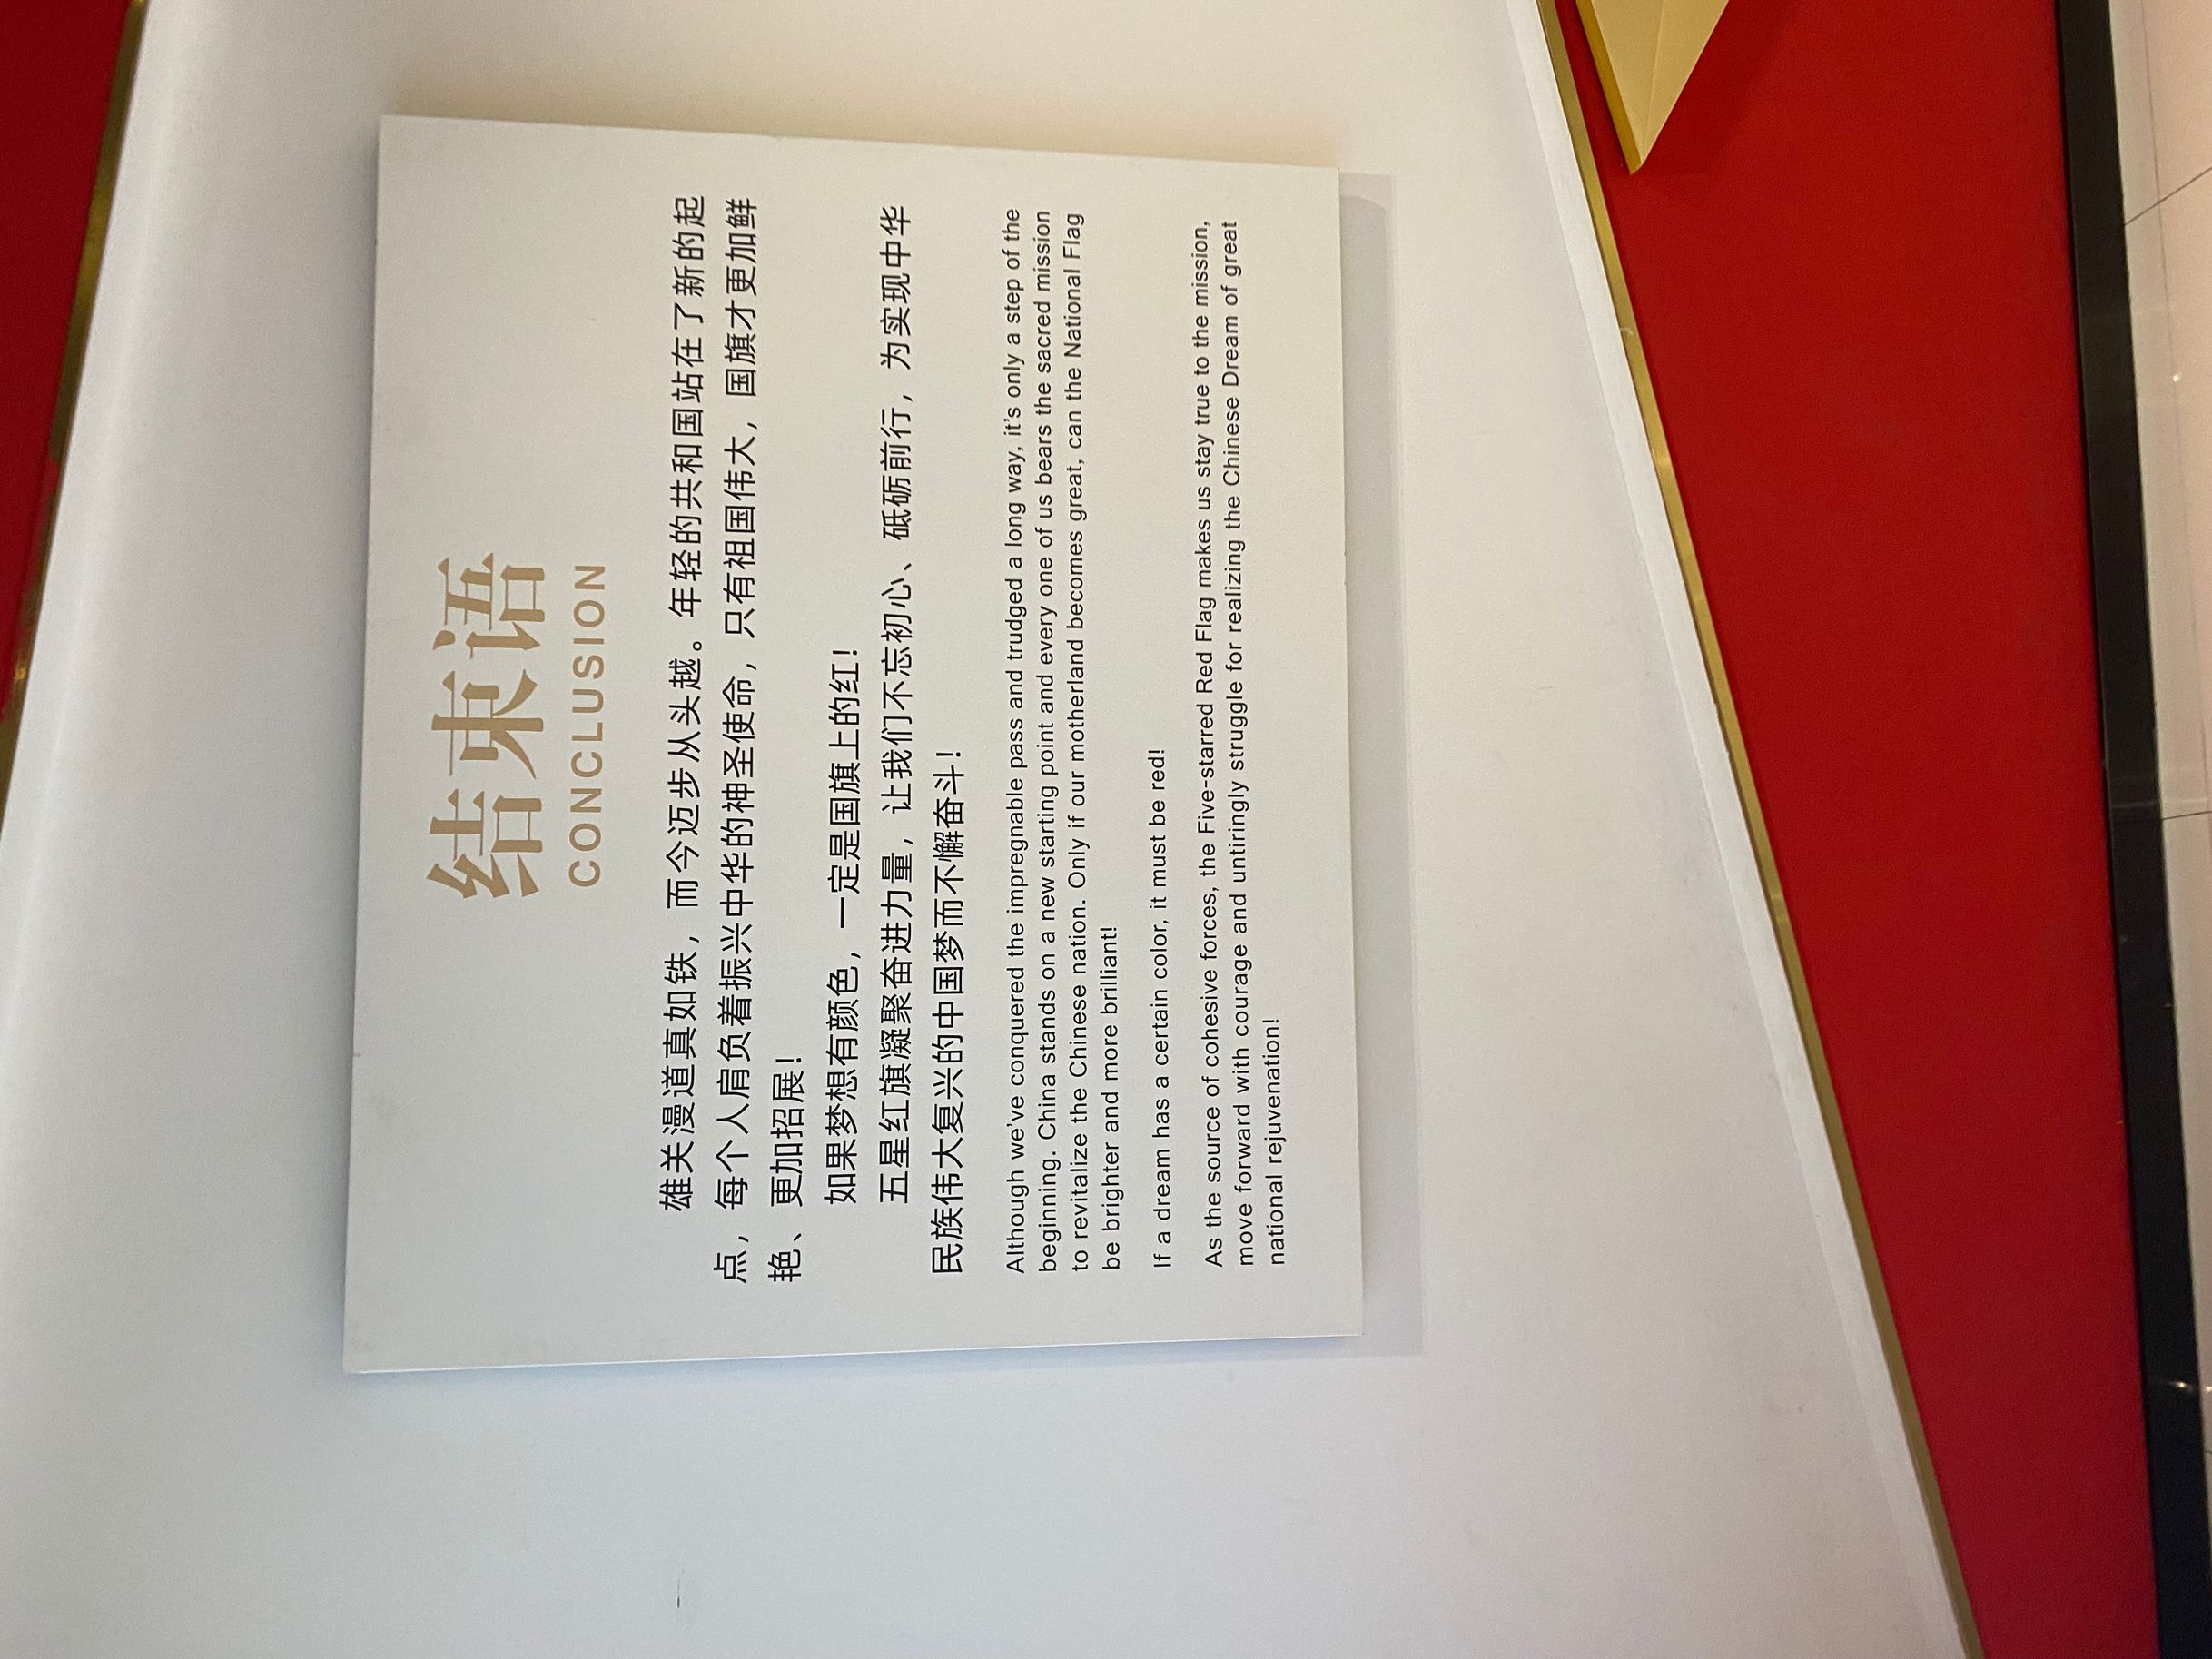 结束语
CONCLUSION
雄关漫道真如铁，而今迈步从头越。年轻的共和国站在了新的起
点，每个人肩负着振兴中华的神圣使命，只有祖国伟大，国旗才更加鲜
艳、更加招展！
如果梦想有颜色，一定是国旗上的红！
五星红旗凝聚奋进力量，让我们不忘初心、砥砺前行，为实现中华
民族伟大复兴的中国梦而不懈奋斗！
Although we've conquered the impregnable pass and trudged a long way, it's only a step of the
beginning. China stands on a new starting point and every one of us bears the sacred mission
to revitalize the Chinese nation. Only if our motherland becomes great, can the National Flag
be brighter and more brilliant!
If a dream has a certain color, it must be red!
As the source of cohesive forces, the Five-starred Red Flag makes us stay true to the mission,
move forward with courage and untiringly struggle for realizing the Chinese Dream of great
national rejuvenation!